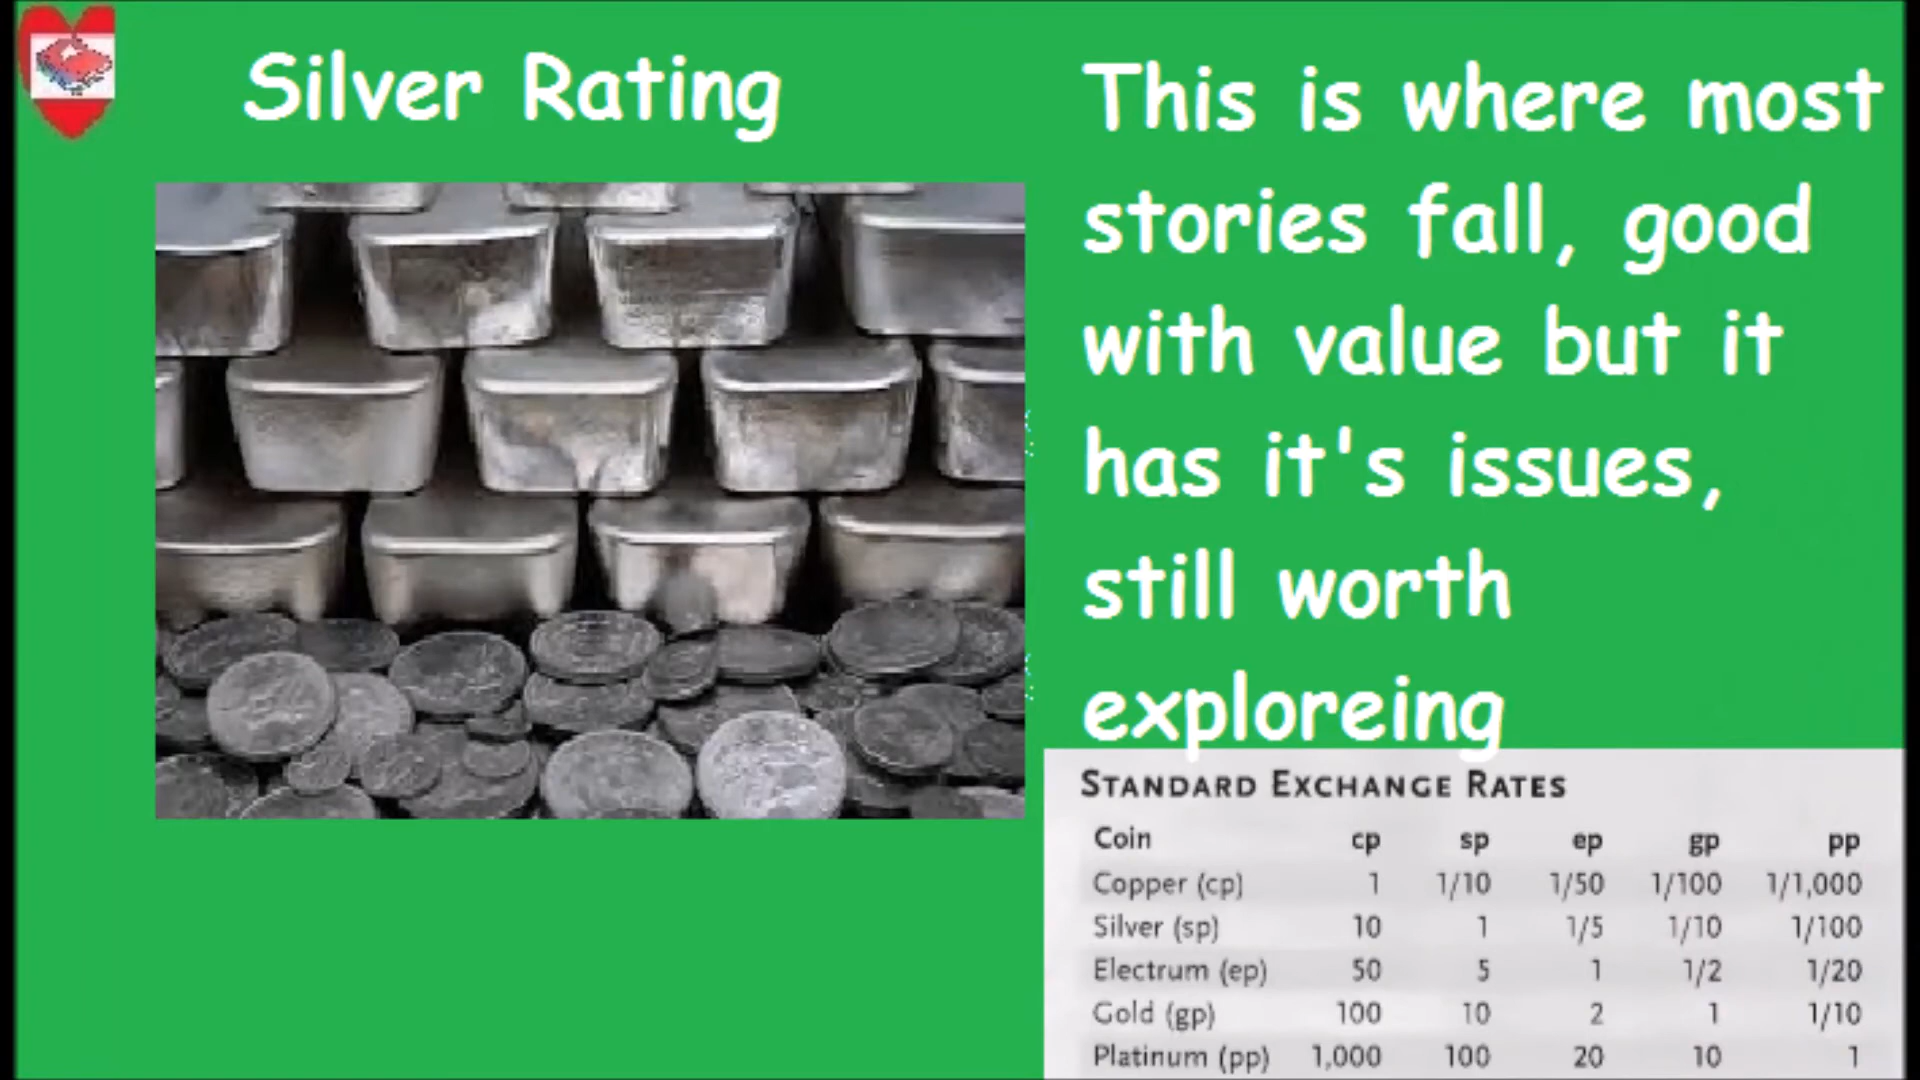 Silver Rating
This is where most
stories fall, good
with value but it
has it's issues,
still worth
exploreing
STANDARD EXCHANGE RATES
Coin cp sp ep gp pp
Copper (cp) 1 1/10 1/50 1/100 1/1,000
Silver (sp) 10 1 1/5 1/10 1/100
Electrum (ep) 50 5 1 1/2 1/20
Gold (gp) 100 10 2 1 1/10
Platinum (pp) 1,000 100 20 10 1